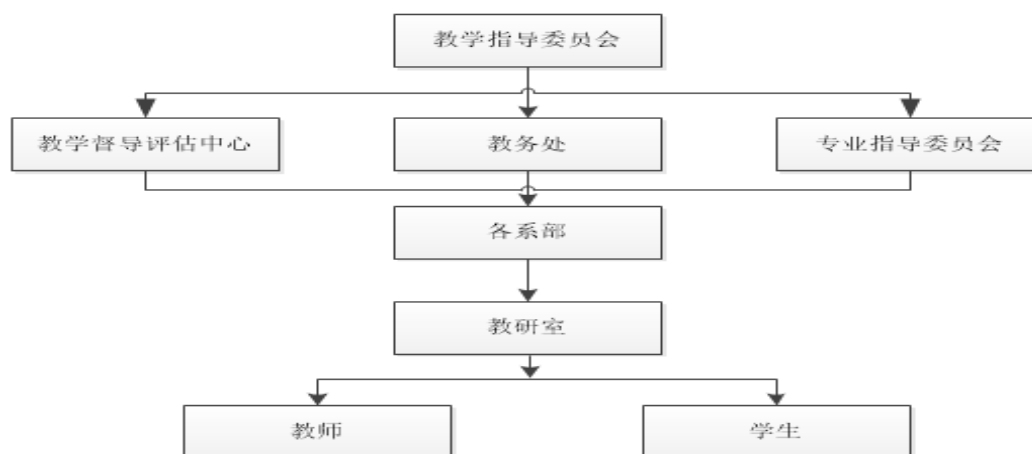 教学指导委员会
教学督导评估中心
教务处
专业指导委员会
各系部
教研室
教师
学生